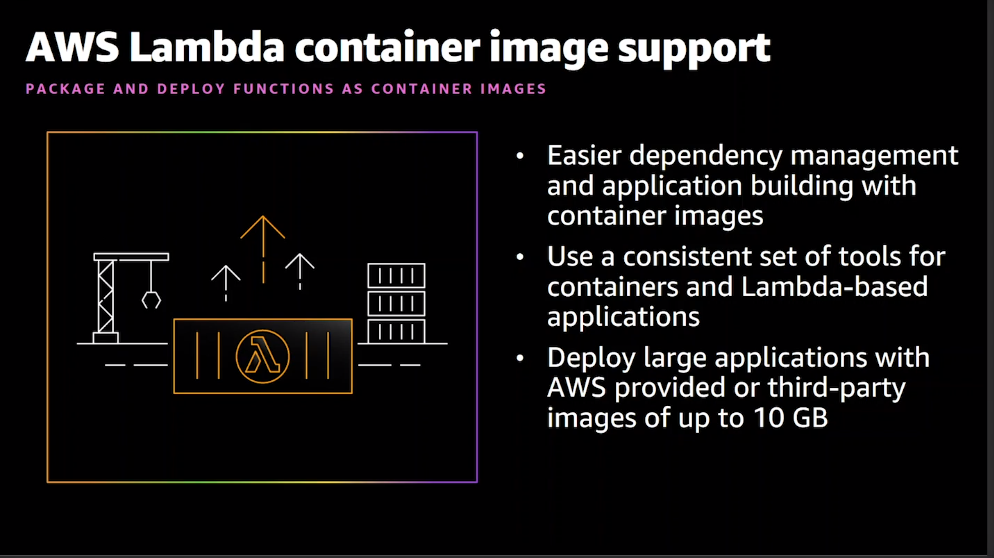 AWS Lambda container image support
PACKAGE AND DEPLOY FUNCTIONS AS CONTAINER IMAGES
• Easier dependency management
and application building with
container images
• Use a consistent set of tools for
containers and Lambda-based
applications
• Deploy large applications with
AWS provided or third-party
images of up to 10 GB